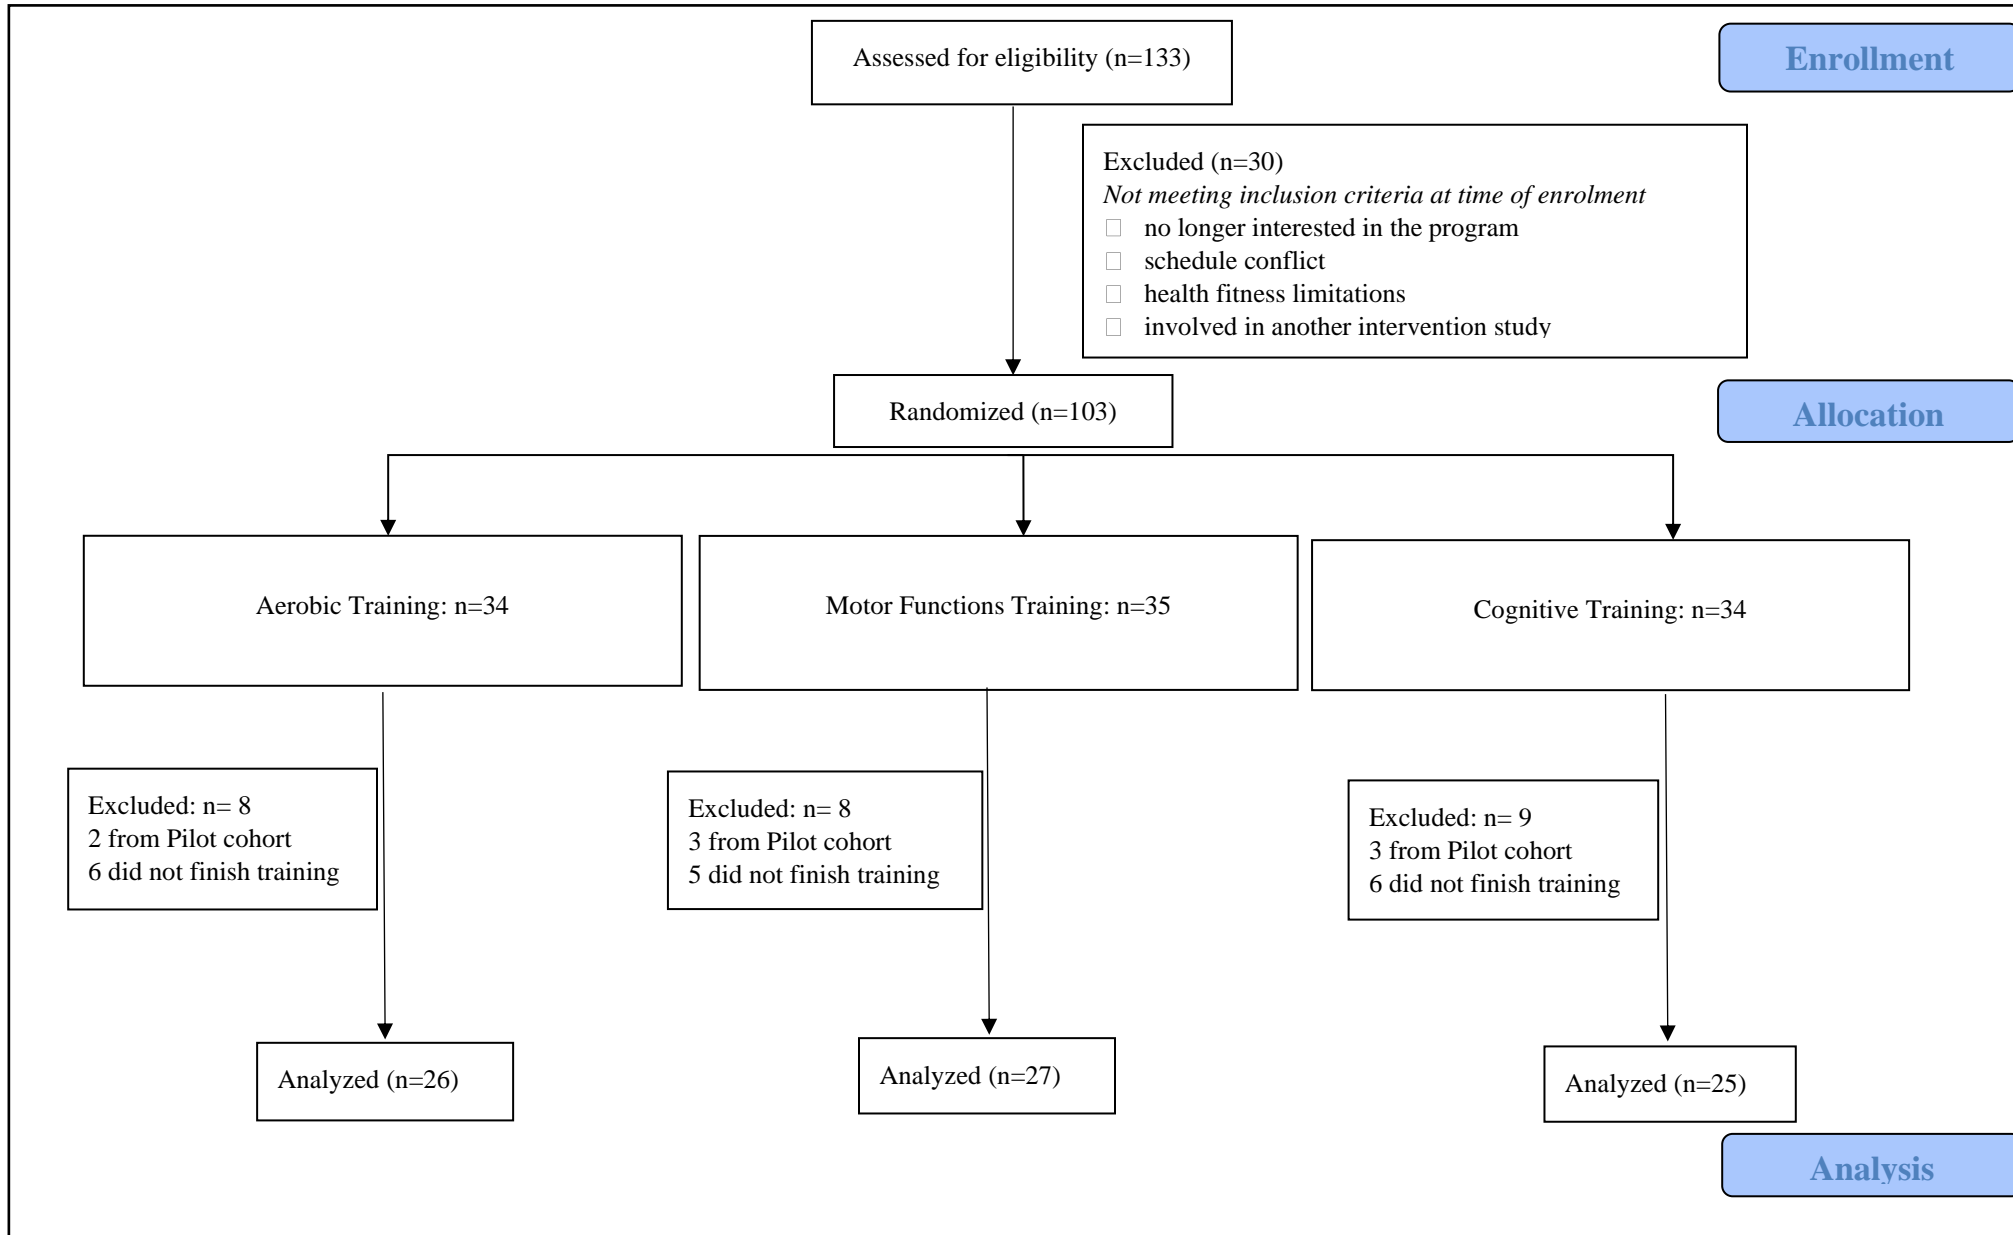 Assessed for eligibility (n=133)
Enrollment
Excluded (n=30)
Not meeting inclusion criteria at time of enrolment
no longer interested in the program
schedule conflict
health fitness limitations
involved in another intervention study
Randomized (n=103)
Allocation
Aerobic Training: n=34
Motor Functions Training: n=35
Cognitive Training: n=34
Excluded: n= 8
2 from Pilot cohort
6 did not finish training
Excluded: n= 8
3 from Pilot cohort
5 did not finish training
Excluded: n= 9
3 from Pilot cohort
6 did not finish training
Analyzed (n=26)
Analyzed (n=27)
Analyzed (n=25)
Analysis